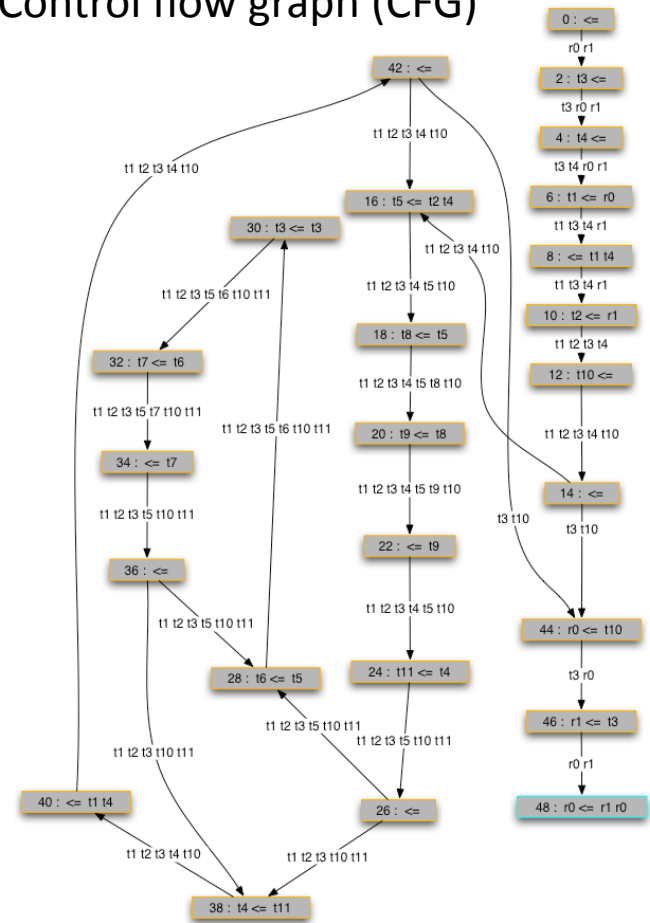 Control flow graph (CFG)
0 : <=
r0 r1
2 : t3 <=
t3 r0 r1
4 : t4 <=
t3 t4 r0 r1
6 : t1 <= r0
t1 t3 t4 r1
8 : <= t1 t4
t1 t3 t4 r1
10 : t2 <= r1
t1 t2 t3 t4
12 : t10 <=
t1 t2 t3 t4 t10
14 : <=
t3 t10
44 : r0 <= t10
t3 r0
46 : r1 <= t3
r0 r1
48 : r0 <= r1 r0
42 : <=
t1 t2 t3 t4 t10
t3 t10
16 : t5 <= t2 t4
t1 t2 t3 t4 t10
t1 t2 t3 t4 t5 t10
18 : t8 <= t5
t1 t2 t3 t4 t5 t8 t10
20 : t9 <= t8
t1 t2 t3 t4 t5 t9 t10
22 : <= t9
t1 t2 t3 t4 t5 t10
24 : t11 <= t4
t1 t2 t3 t5 t10 t11
26 : <=
t1 t2 t3 t5 t10 t11
t1 t2 t3 t10 t11
28 : t6 <= t5
t1 t2 t3 t5 t6 t10 t11
30 : t3 <= t3
t1 t2 t3 t5 t6 t10 t11
32 : t7 <= t6
t1 t2 t3 t5 t7 t10 t11
34 : <= t7
t1 t2 t3 t5 t10 t11
36 : <=
t1 t2 t3 t5 t10 t11
t1 t2 t3 t10 t11
38 : t4 <= t11
t1 t2 t3 t4 t10
40 : <= t1 t4
t1 t2 t3 t4 t10